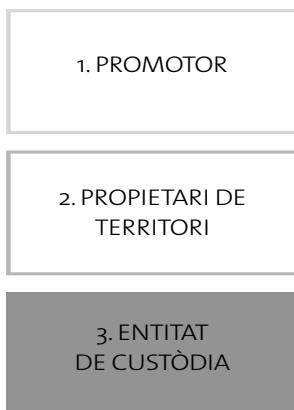 1. PROMOTOR
2. PROPIETARI DE
TERRITORI
3. ENTITAT
DE CUSTÒDIA